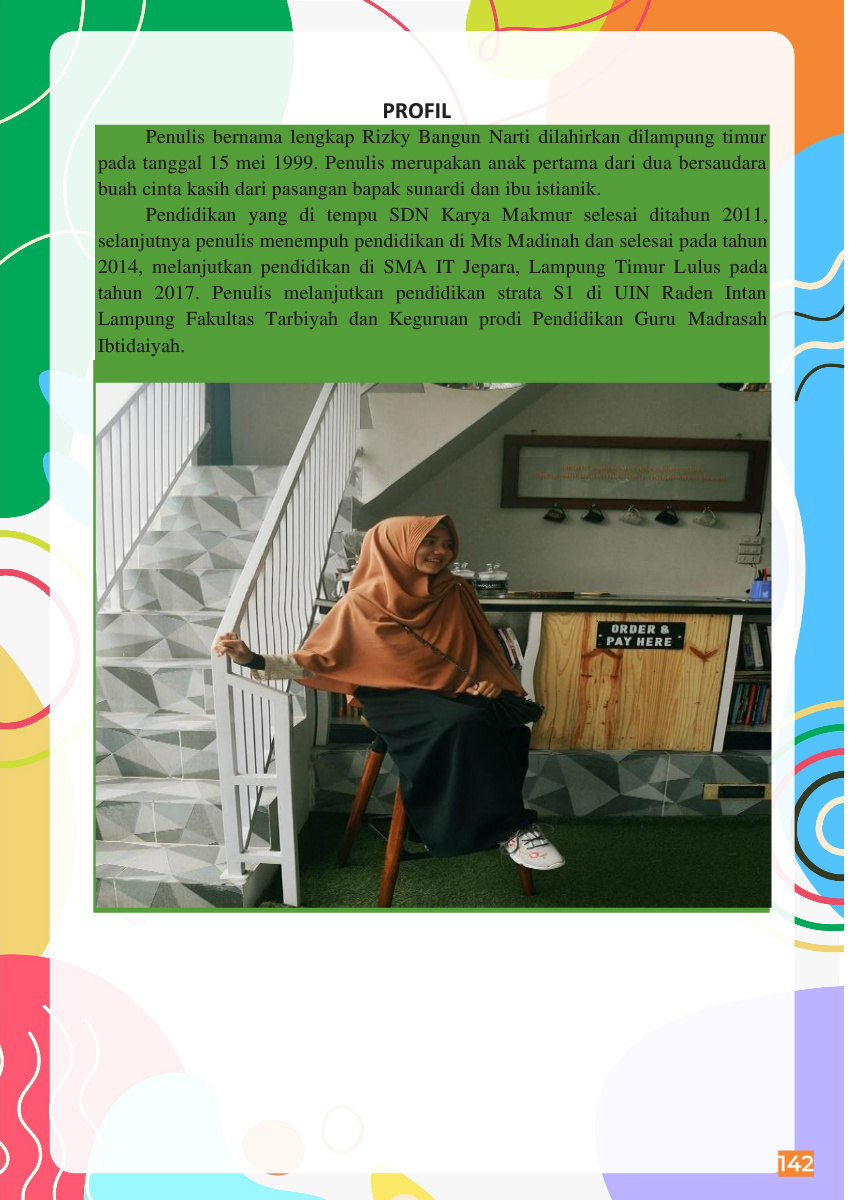 PROFIL
Penulis bernama lengkap Rizky Bangun Narti dilahirkan dilampung timur
pada tanggal 15 mei 1999. Penulis merupakan anak pertama dari dua bersaudara
buah cinta kasih dari pasangan bapak sunardi dan ibu istianik.
Pendidikan yang di tempu SDN Karya Makmur selesai ditahun 2011,
selanjutnya penulis menempuh pendidikan di Mts Madinah dan selesai pada tahun
2014, melanjutkan pendidikan di SMA IT Jepara, Lampung Timur Lulus pada
tahun 2017. Penulis melanjutkan pendidikan strata S1 di UIN Raden Intan
Lampung Fakultas Tarbiyah dan Keguruan prodi Pendidikan Guru Madrasah
Ibtidaiyah.
ORDER &
PAY HERE
142